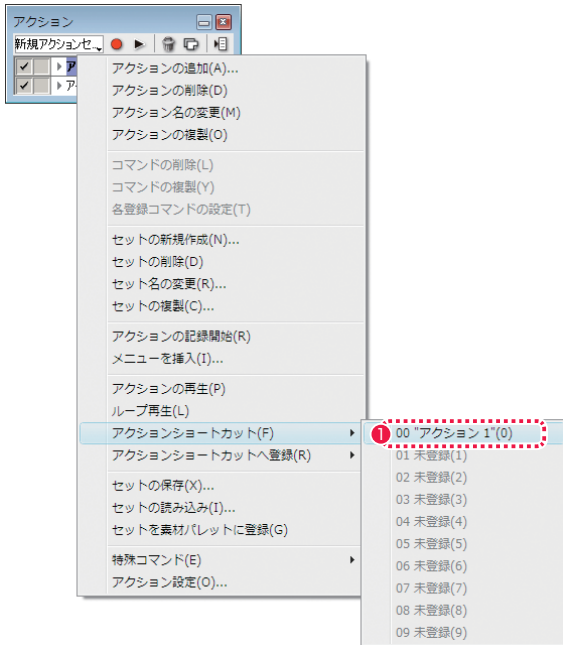 アクション
新規アクションセ...
ア
ア
アクションの追加(A)...
アクションの削除(D)
アクション名の変更(M)
アクションの複製(O)
コマンドの削除(L)
コマンドの複製(Y)
各登録コマンドの設定(T)
セットの新規作成(N)...
セットの削除(D)
セット名の変更(R)...
セットの複製(C)...
アクションの記録開始(R)
メニューを挿入(I)...
アクションの再生(P)
ループ再生(L)
アクションショートカット(F)
アクションショートカットへ登録(R)
セットの保存(X)...
セットの読み込み(I)...
セットを素材パレットに登録(G)
特殊コマンド(E)
アクション設定(O)...
1 00 "アクション 1"(0)
01 未登録(1)
02 未登録(2)
03 未登録(3)
04 未登録(4)
05 未登録(5)
06 未登録(6)
07 未登録(7)
08 未登録(8)
09 未登録(9)